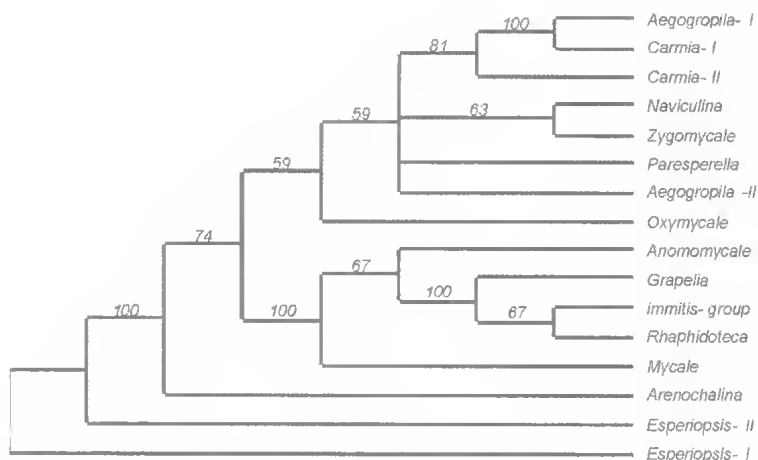 100
Aegogropila- I
81
Carmia- I
Carmia- II
59
63
Naviculina
Zygomycale
59
Paresperella
Aegogropila -II
Oxymycale
74
67
Anomomycale
100
Grapelia
100
100
67
immitis- group
Rhaphidoteca
Mycale
Arenochalina
Esperiopsis- II
Esperiopsis- I